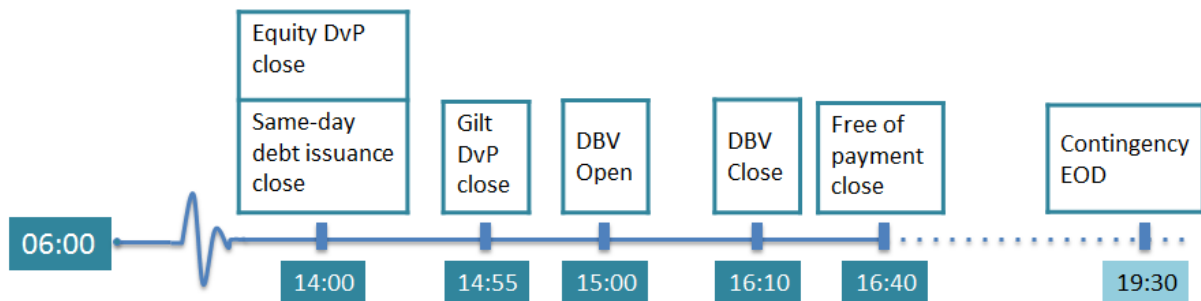 Equity DvP
close
Same-day
debt issuance
close
Gilt
DvP
close
DBV
Open
DBV
Close
Free of
payment
close
Contingency
EOD
06:00
14:00
14:55
15:00
16:10
16:40
19:30